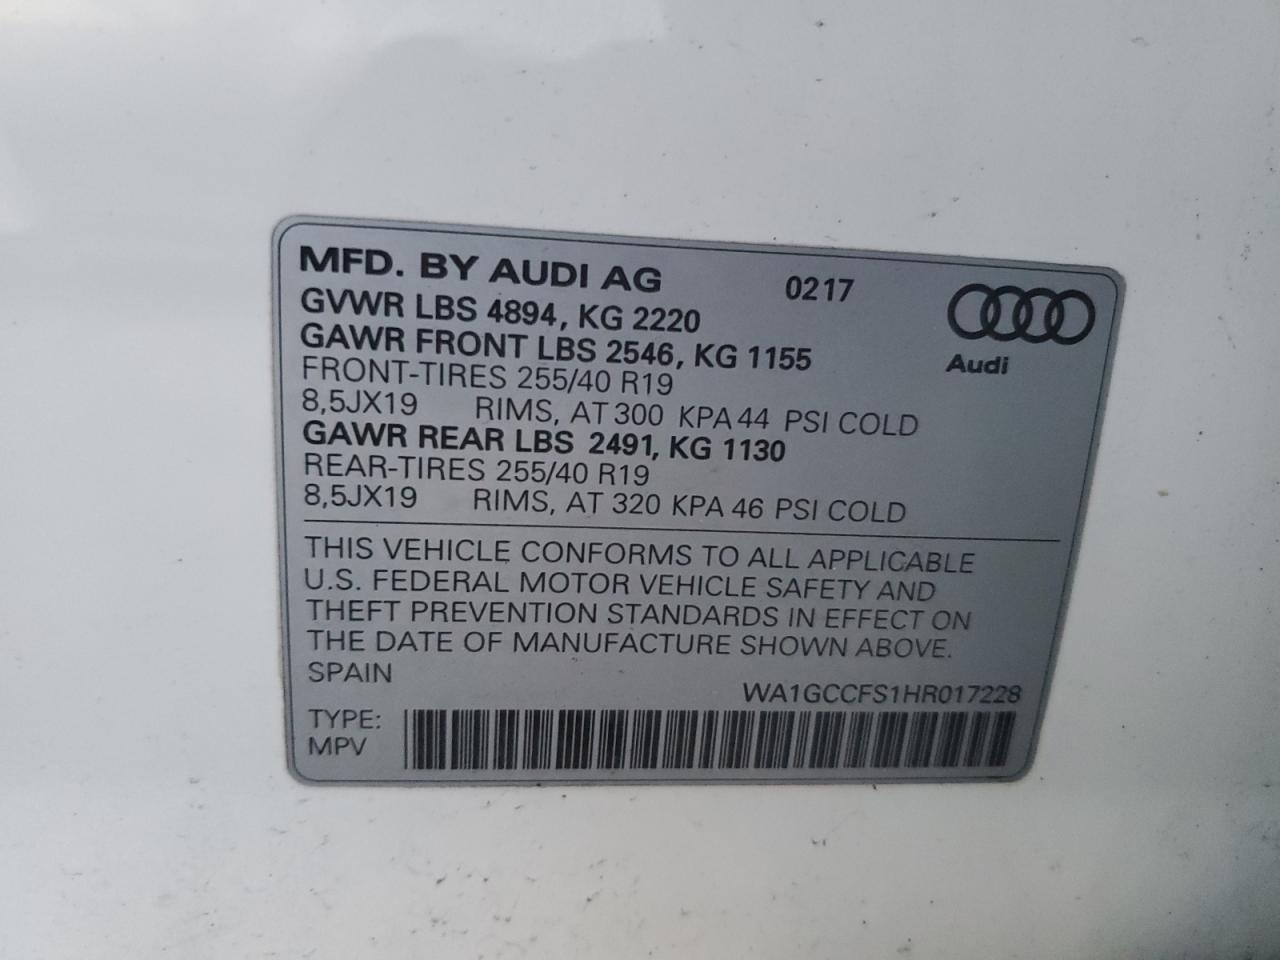 MFD. BY AUDI AG 0217
GVWR LBS 4894, KG 2220
GAWR FRONT LBS 2546, KG 1155
Audi
FRONT-TIRES 255/40 R19
8,5JX19 RIMS, AT 300 KPA 44 PSI COLD
GAWR REAR LBS 2491, KG 1130
REAR-TIRES 255/40 R19
8,5JX19 RIMS, AT 320 KPA 46 PSI COLD
THIS VEHICLE CONFORMS TO ALL APPLICABLE
U.S. FEDERAL MOTOR VEHICLE SAFETY AND
THEFT PREVENTION STANDARDS IN EFFECT ON
THE DATE OF MANUFACTURE SHOWN ABOVE.
SPAIN
WA1GCCFS1HR017228
TYPE:
MPV